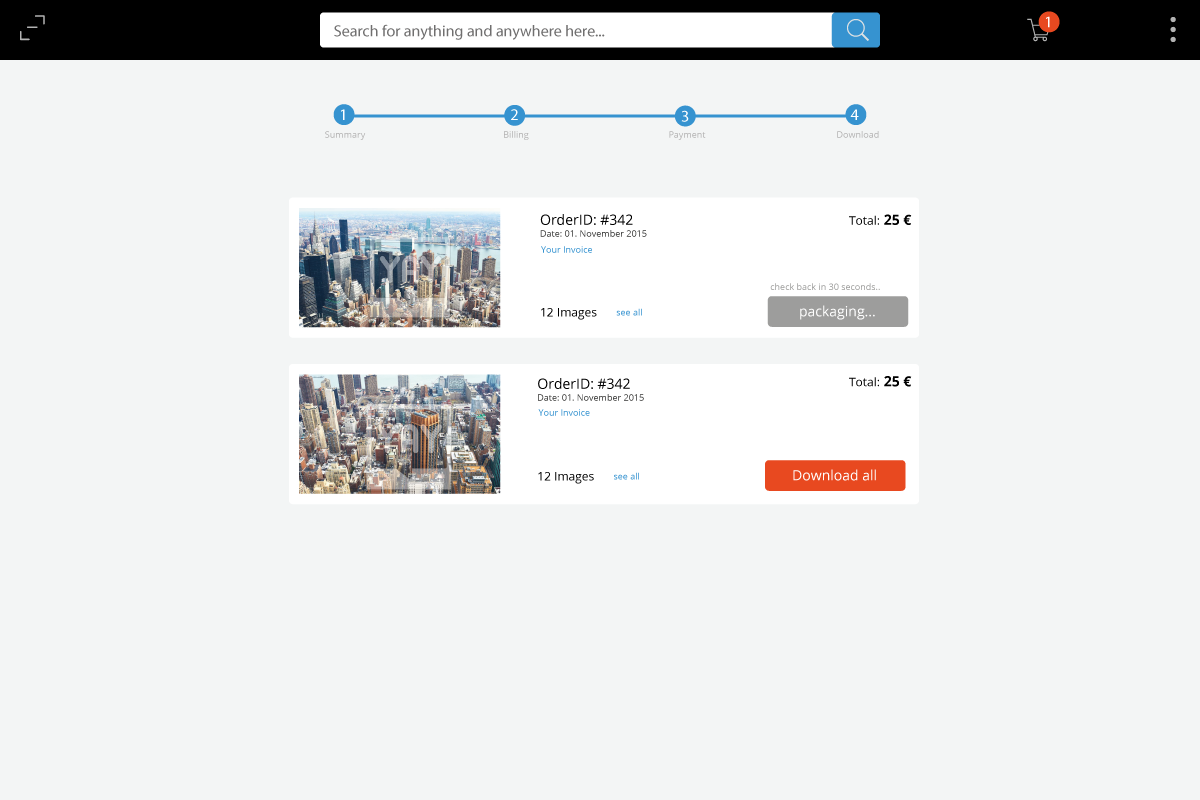 Search for anything and anywhere here...
1
1
2
3
4
Summary
Billing
Payment
Download
YAY
OrderID: #342
Date: 01. November 2015
Your Invoice
Total: 25 €
12 Images
see all
check back in 30 seconds..
packaging...
OrderID: #342
Date: 01. November 2015
Your Invoice
Total: 25 €
12 Images
see all
Download all